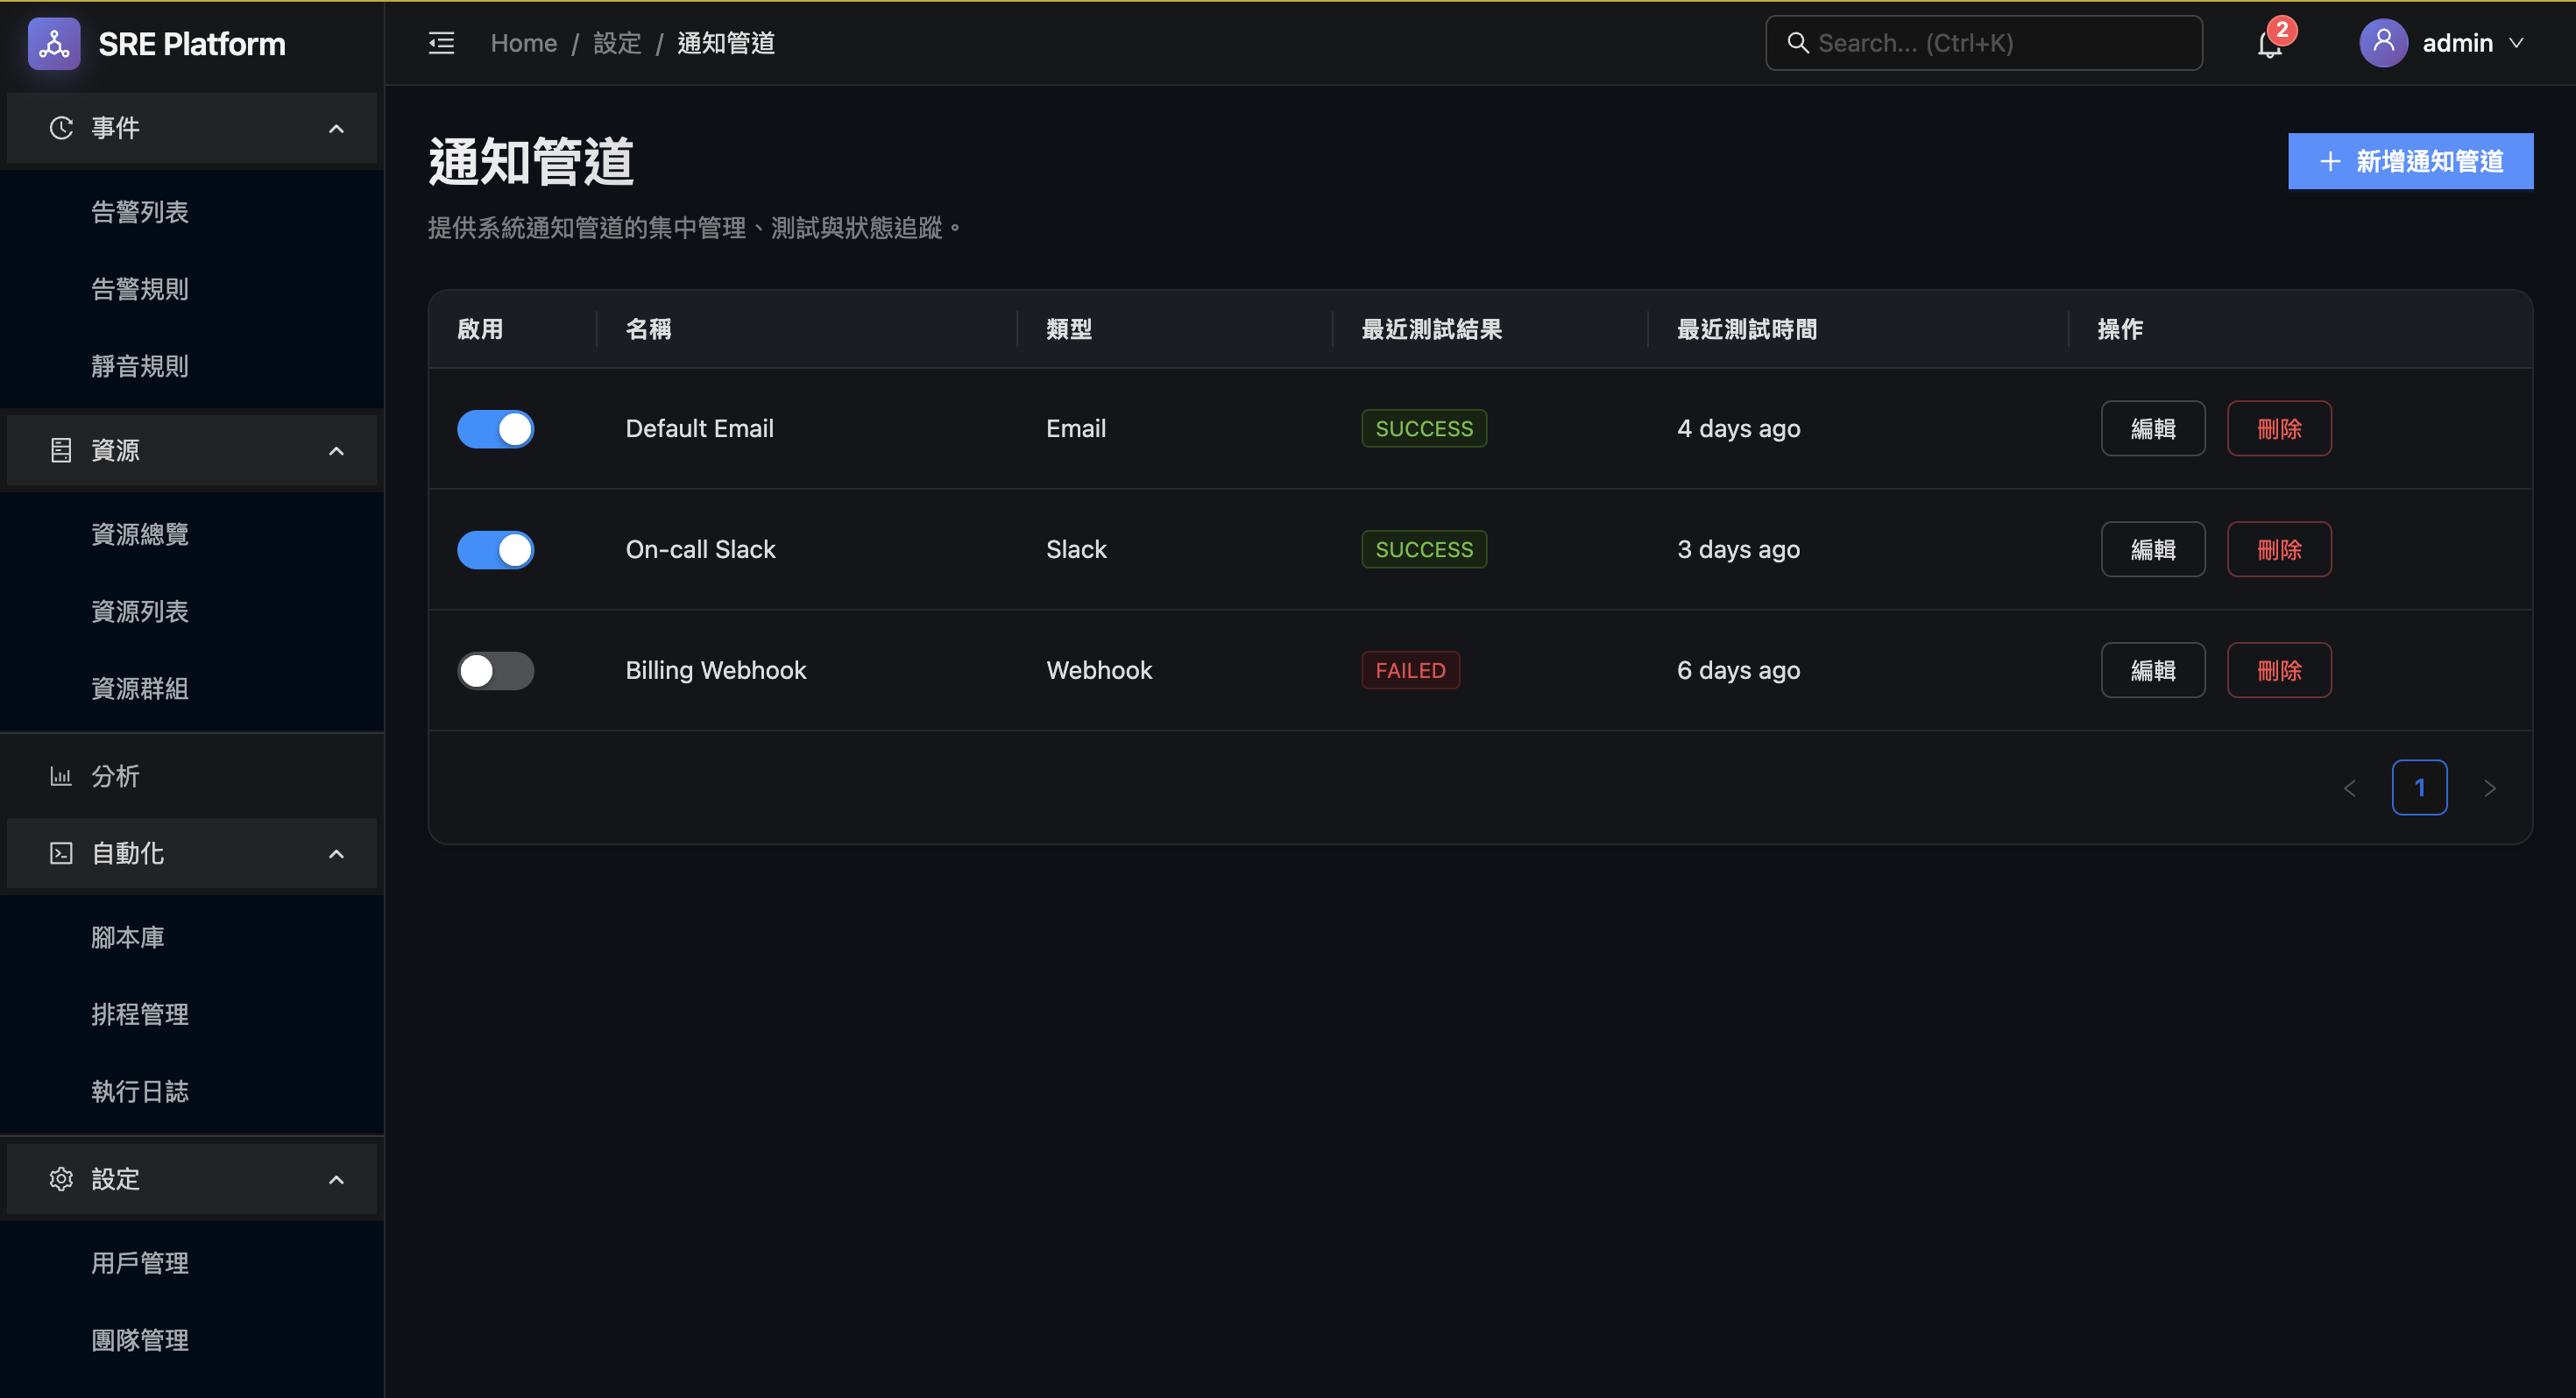 SRE Platform
事件
告警列表
告警規則
靜音規則
資源
資源總覽
資源列表
資源群組
分析
自動化
腳本庫
排程管理
執行日誌
設定
用戶管理
團隊管理
Home / 設定 / 通知管道
Search... (Ctrl+K)
2
admin
通知管道
新增通知管道
提供系統通知管道的集中管理、測試與狀態追蹤。
啟用 名稱 類型 最近測試結果 最近測試時間 操作
Default Email Email SUCCESS 4 days ago 編輯 刪除
On-call Slack Slack SUCCESS 3 days ago 編輯 刪除
Billing Webhook Webhook FAILED 6 days ago 編輯 刪除
1